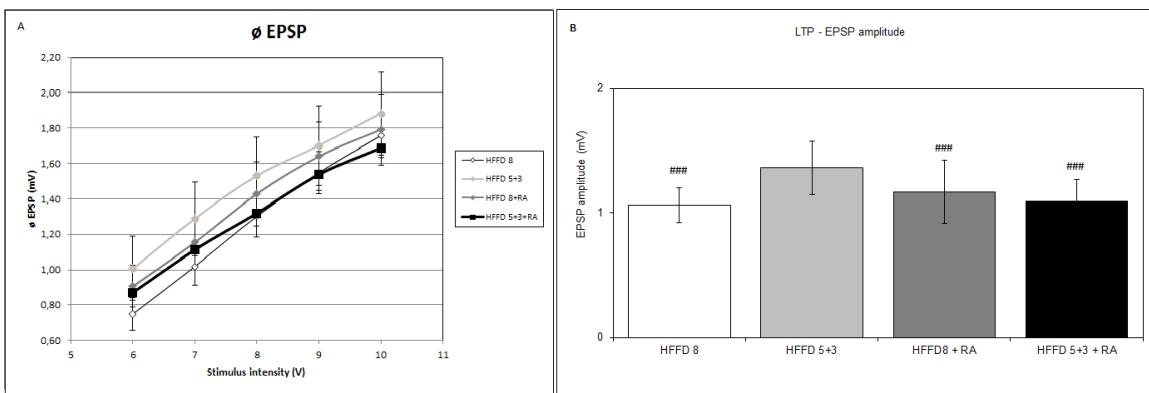 A
ø EPSP
ø EPSP (mV)
2,20
2,00
1,80
1,60
1,40
1,20
1,00
0,80
0,60
5
6
7
8
9
10
11
Stimulus intensity (V)
HFFD 8
HFFD 5+3
HFFD 8+RA
HFFD 5+3+RA
B
LTP - EPSP amplitude
EPSP amplitude (mV)
2
1
0
###
###
###
HFFD 8
HFFD 5+3
HFFD8 + RA
HFFD 5+3 + RA